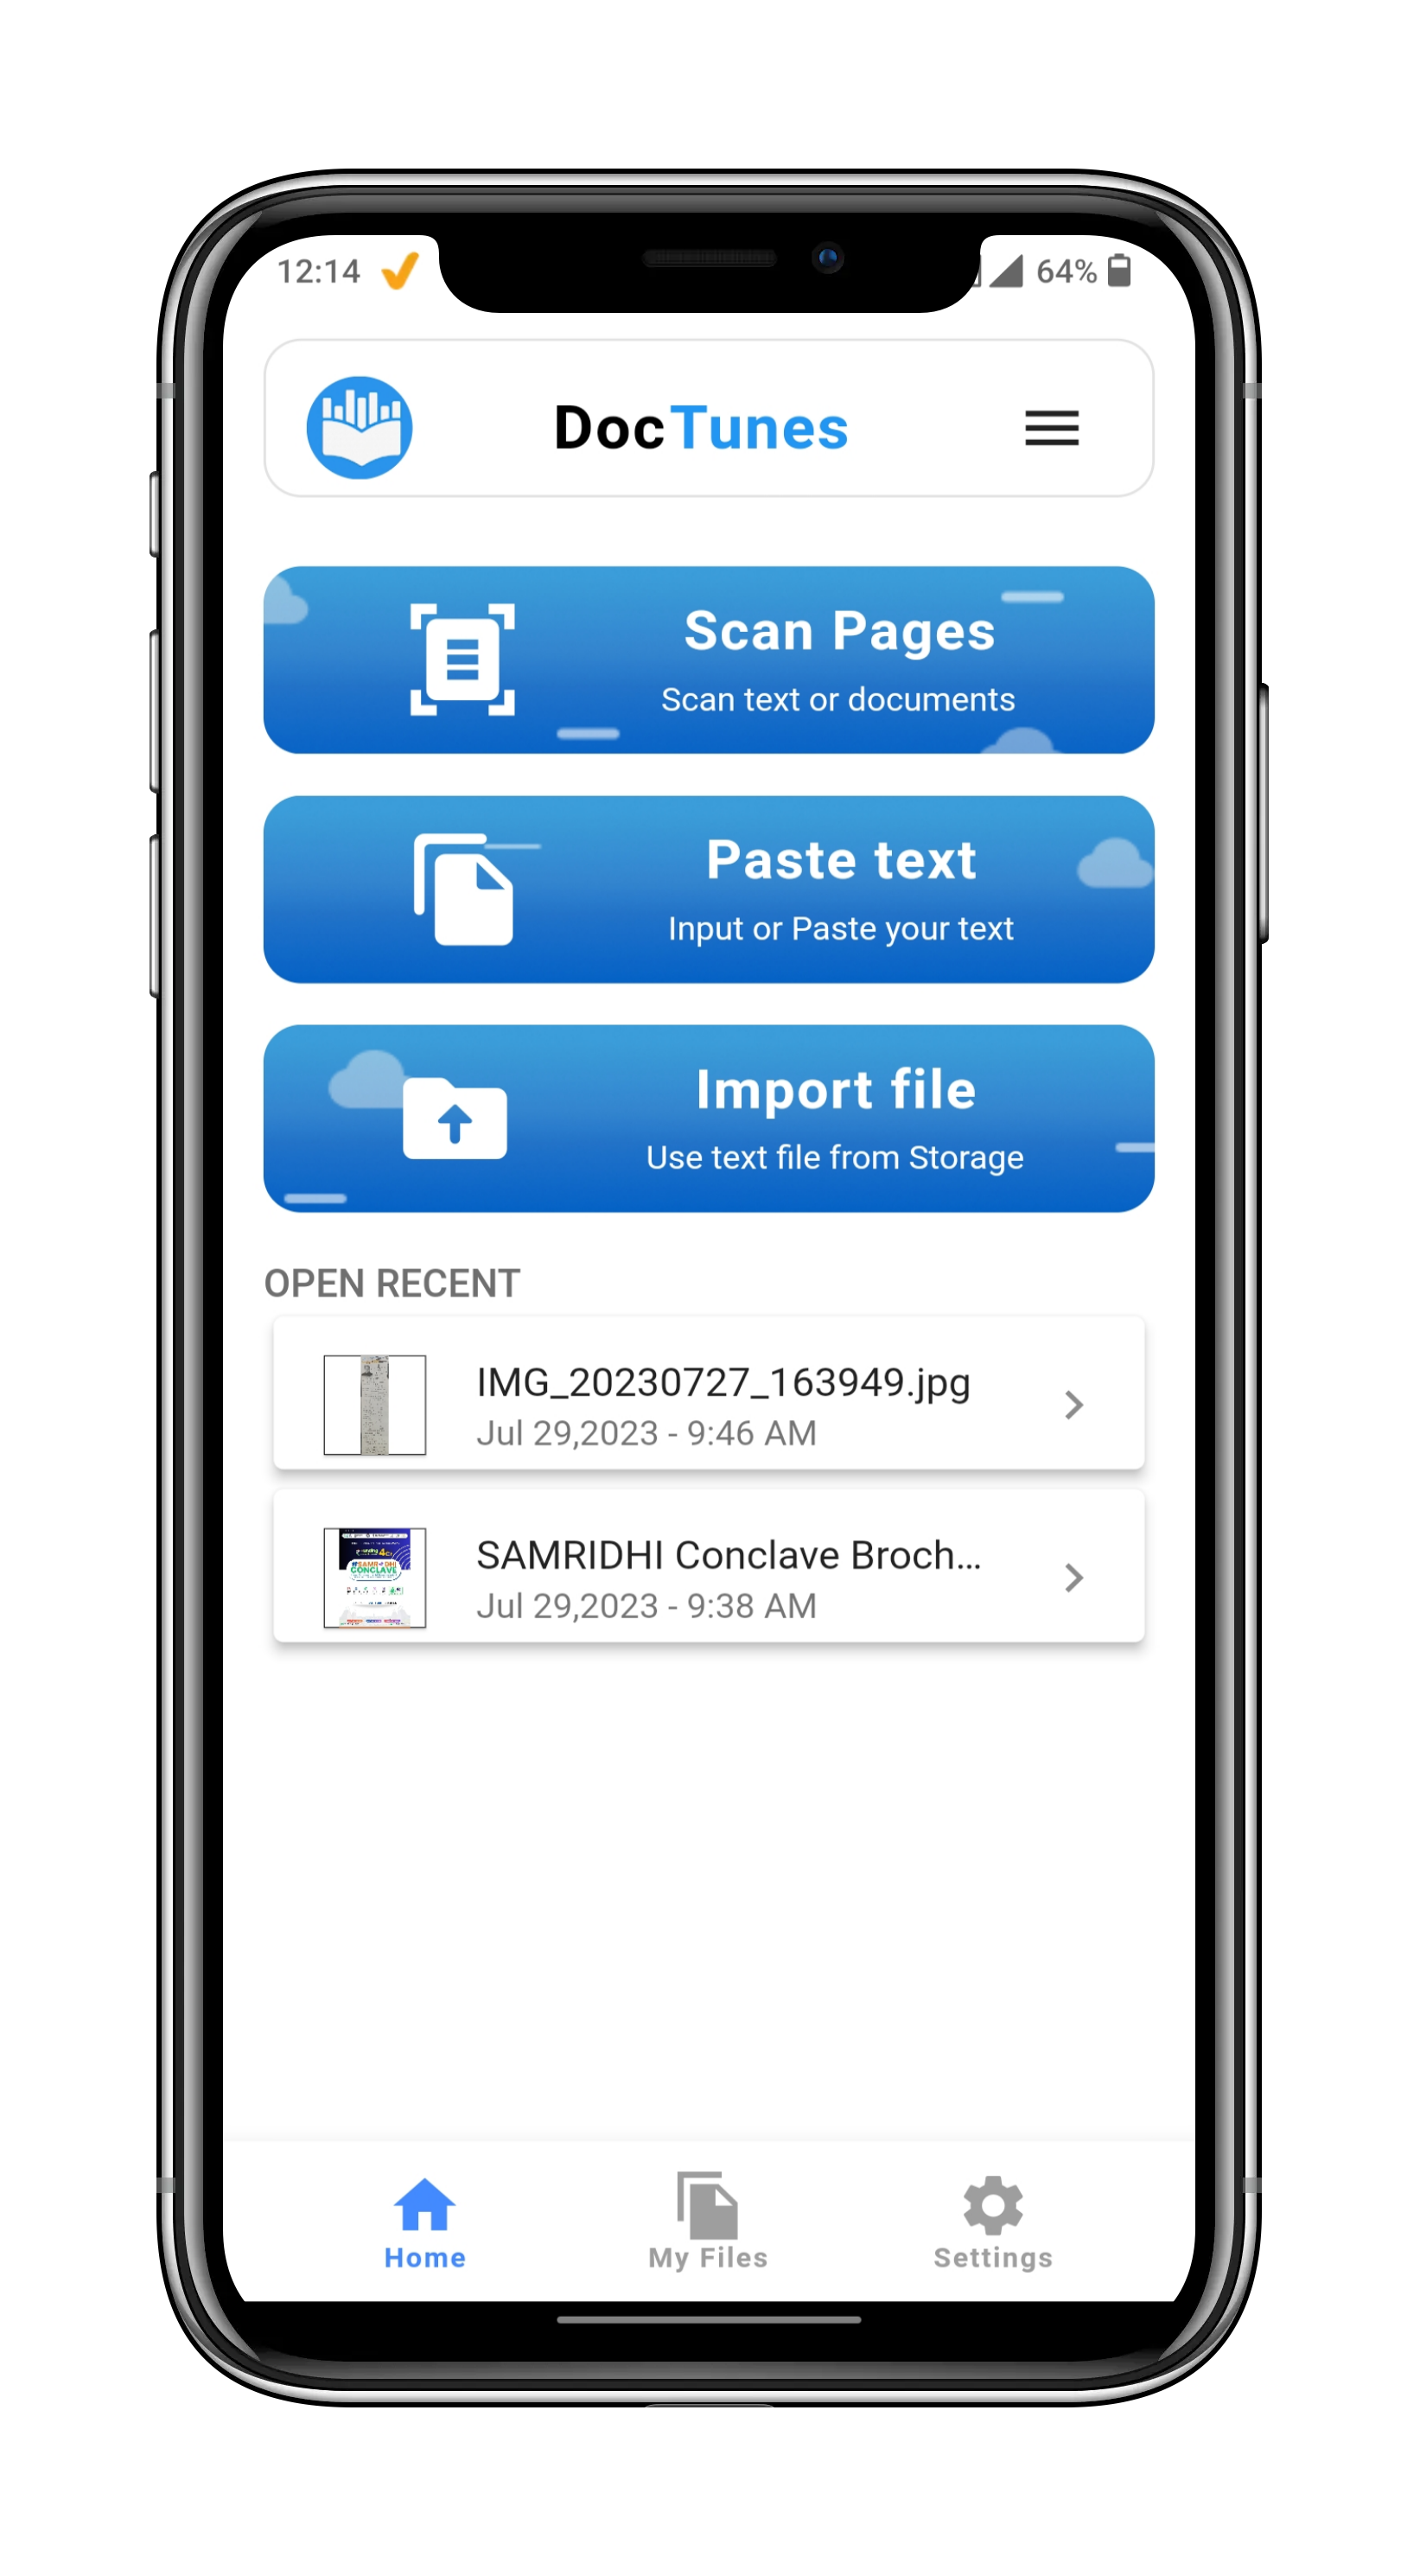 12:14
64%
DocTunes
Scan Pages
Scan text or documents
Paste text
Input or Paste your text
Import file
Use text file from Storage
OPEN RECENT
IMG_20230727_163949.jpg
Jul 29,2023 - 9:46 AM
SAMRIDHI Conclave Broch...
Jul 29,2023 - 9:38 AM
CONCLAVE
Home
My Files
Settings